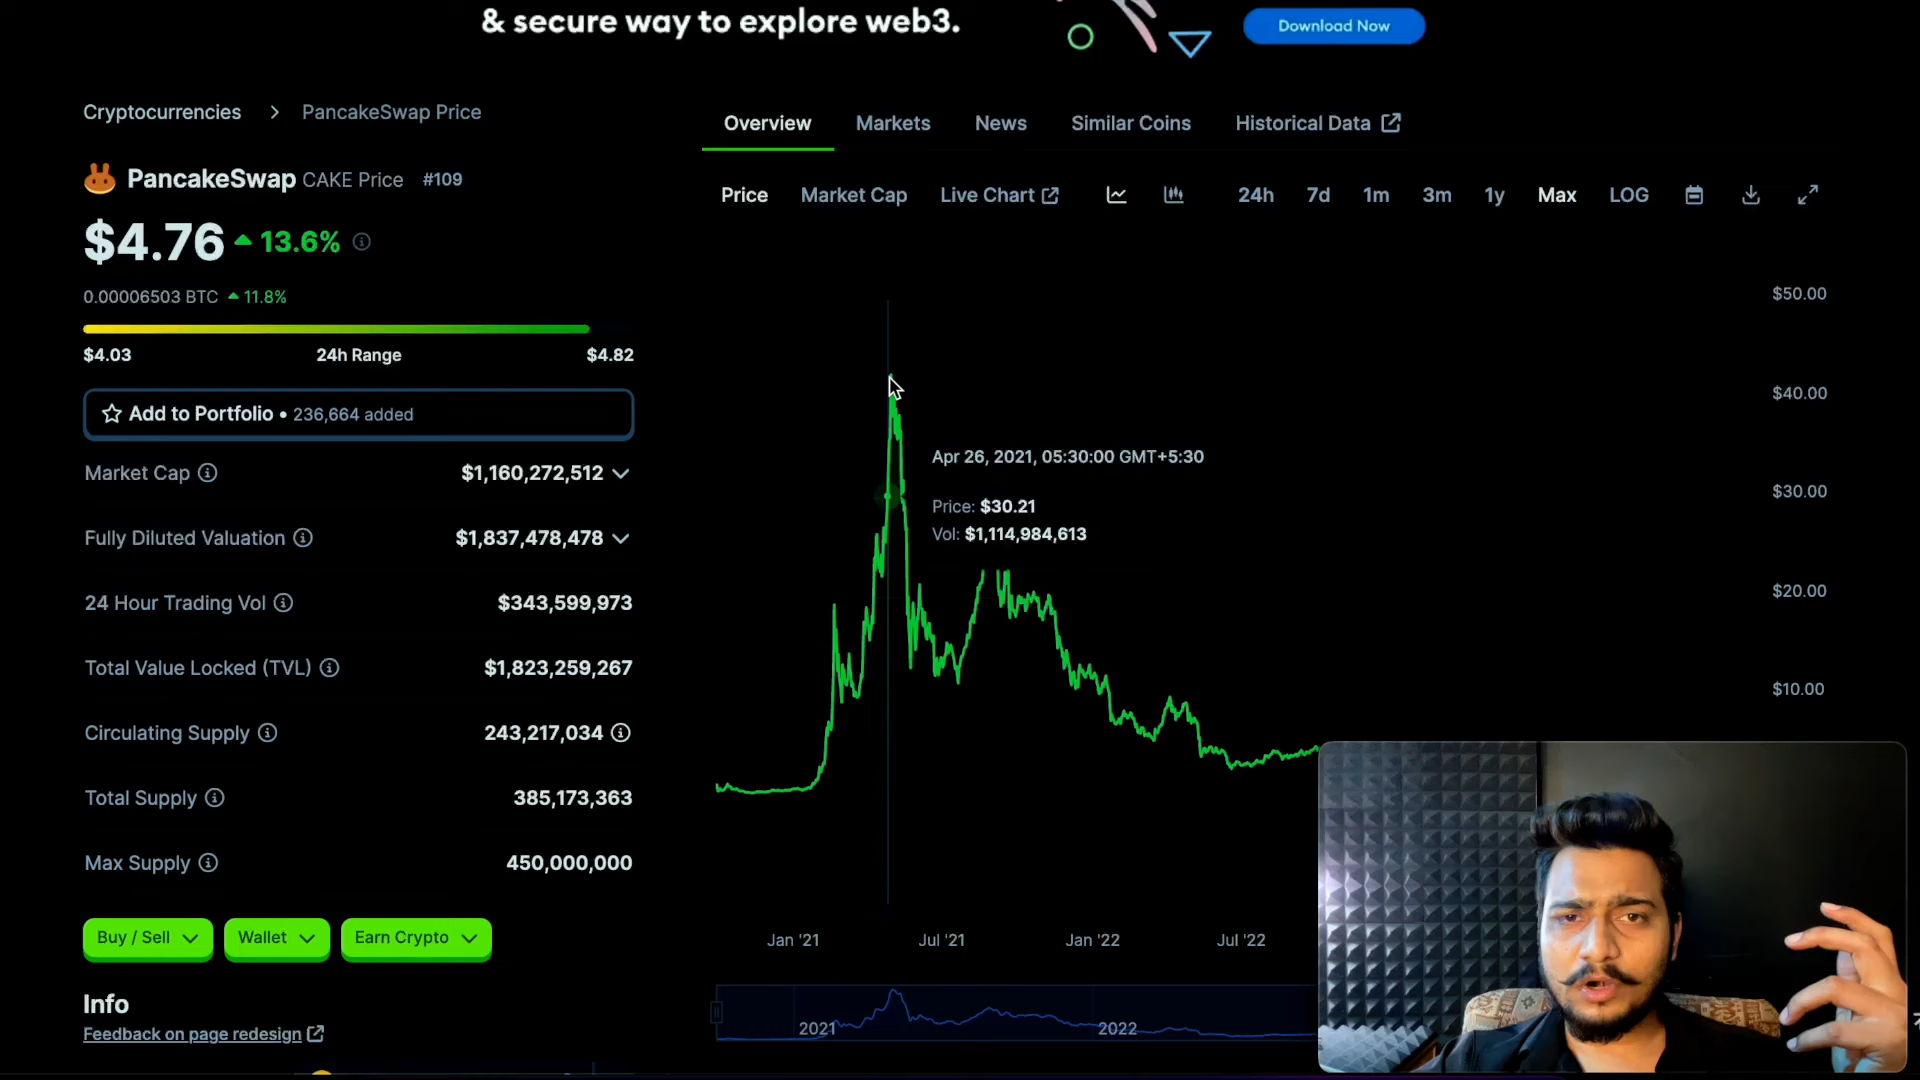 & secure way to explore web3.
Download Now
Cryptocurrencies > PancakeSwap Price
PancakeSwap CAKE Price #109
$4.76 13.6%
0.00006503 BTC 11.8%
$4.03 24h Range $4.82
Add to Portfolio • 236,664 added
Market Cap $1,160,272,512
Fully Diluted Valuation $1,837,478,478
24 Hour Trading Vol $343,599,973
Total Value Locked (TVL) $1,823,259,267
Circulating Supply 243,217,034
Total Supply 385,173,363
Max Supply 450,000,000
Buy / Sell Wallet Earn Crypto
Info
Feedback on page redesign
Overview Markets News Similar Coins Historical Data
Price Market Cap Live Chart 24h 7d 1m 3m 1y Max LOG
$50.00
$40.00
Apr 26, 2021, 05:30:00 GMT+5:30
$30.00
Price: $30.21
Vol: $1,114,984,613
$20.00
$10.00
Jan '21 Jul '21 Jan '22 Jul '22
2021 2022